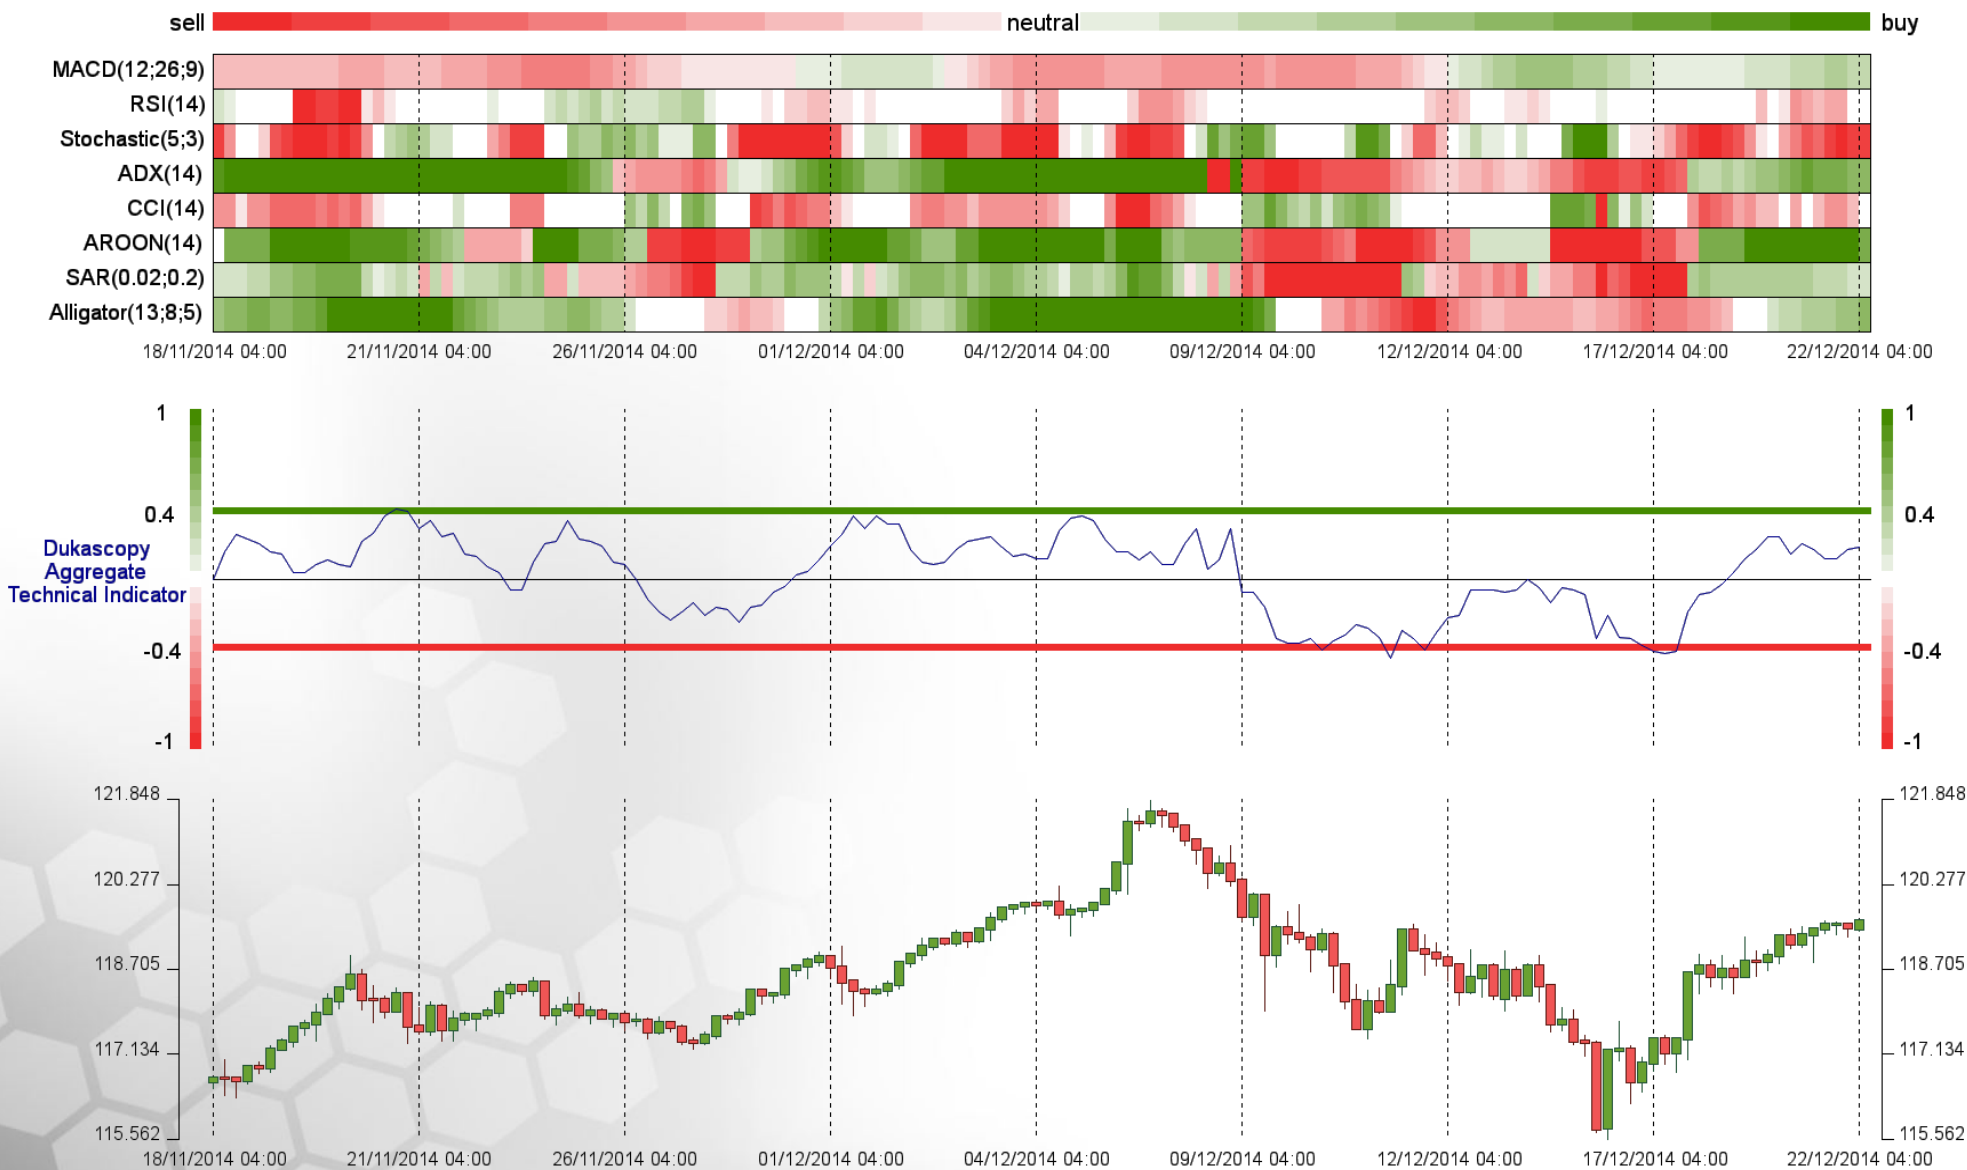 sell neutral buy
MACD(12;26;9)
RSI(14)
Stochastic(5;3)
ADX(14)
CCI(14)
AROON(14)
SAR(0.02;0.2)
Alligator(13;8;5)
18/11/2014 04:00 21/11/2014 04:00 26/11/2014 04:00 01/12/2014 04:00 04/12/2014 04:00 09/12/2014 04:00 12/12/2014 04:00 17/12/2014 04:00 22/12/2014 04:00
1 1
0.4 0.4
Dukascopy
Aggregate
Technical Indicator
-0.4 -0.4
-1 -1
121.848 121.848
120.277 120.277
118.705 118.705
117.134 117.134
115.562 115.562
18/11/2014 04:00 21/11/2014 04:00 26/11/2014 04:00 01/12/2014 04:00 04/12/2014 04:00 09/12/2014 04:00 12/12/2014 04:00 17/12/2014 04:00 22/12/2014 04:00